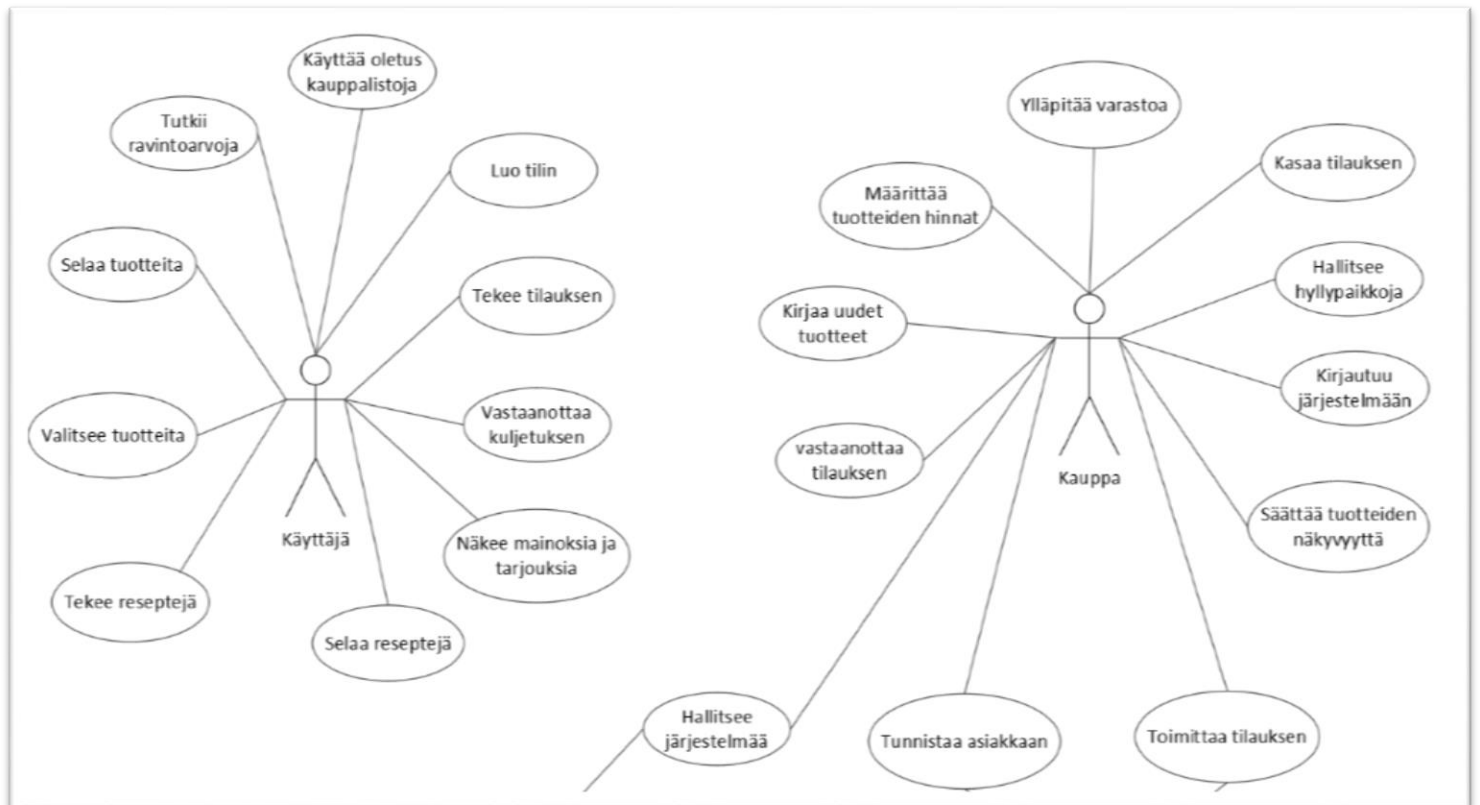 Käyttää oletus
kauppalistoja
Tutkii
ravintoarvoja
Luo tilin
Selaa tuotteita
Tekee tilauksen
Valitsee tuotteita
Vastaanottaa
kuljetuksen
Käyttäjä
Näkee mainoksia ja
tarjouksia
Tekee reseptejä
Selaa reseptejä
Ylläpitää varastoa
Kasaa tilauksen
Määrittää
tuotteiden hinnat
Hallitsee
hyllypaikkoja
Kirjaa uudet
tuotteet
Kirjautuu
järjestelmään
vastaanottaa
tilauksen
Kauppa
Säättää tuotteiden
näkyvyyttä
Hallitsee
järjestelmää
Tunnistaa asiakkaan
Toimittaa tilauksen